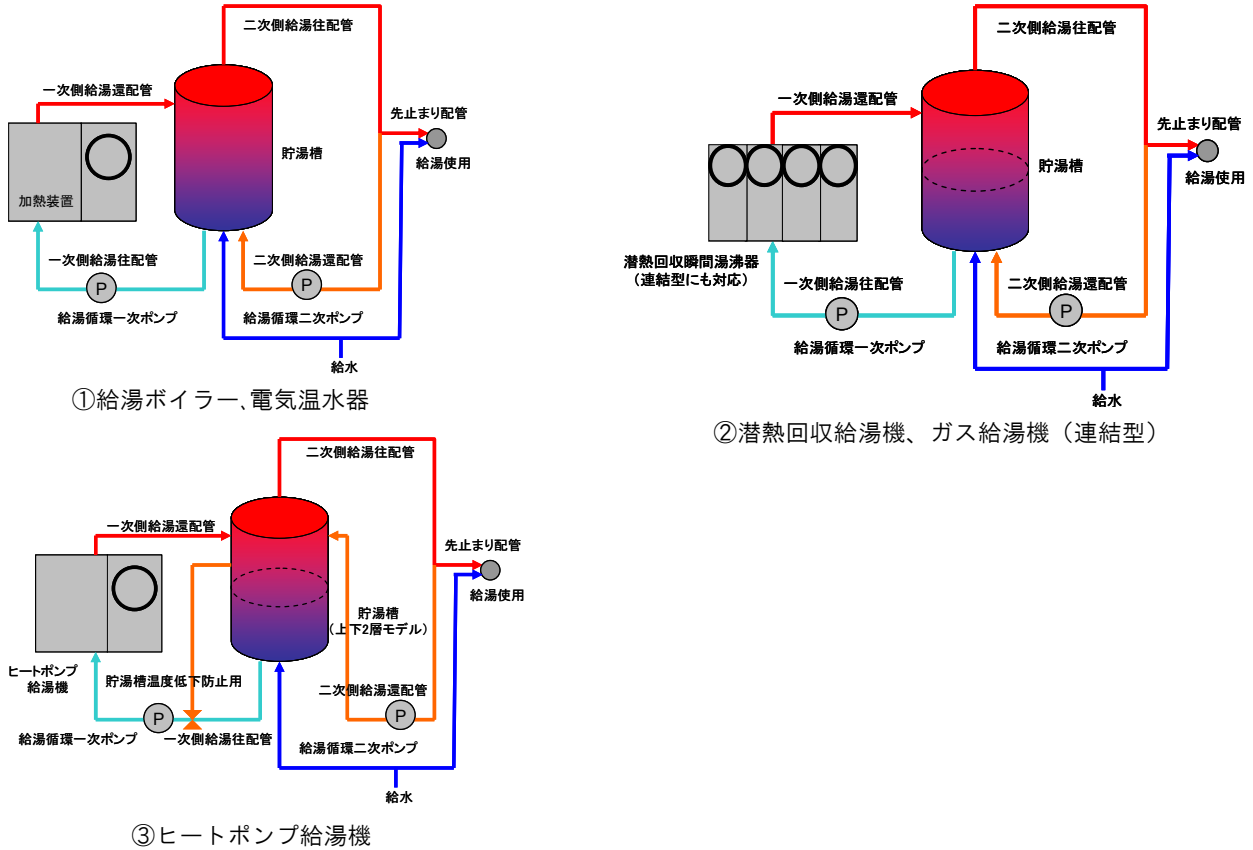 二次側給湯往配管
一次側給湯還配管
先止まり配管
給湯使用
貯湯槽
加熱装置
一次側給湯往配管
二次側給湯還配管
P
P
給湯循環一次ポンプ
給湯循環二次ポンプ
給水
①給湯ボイラー、電気温水器
二次側給湯往配管
一次側給湯還配管
先止まり配管
貯湯槽
給湯使用
潜熱回収瞬間湯沸器
（連結型にも対応）
一次側給湯往配管
二次側給湯還配管
P
P
給湯循環一次ポンプ
給湯循環二次ポンプ
給水
②潜熱回収給湯機、ガス給湯機（連結型）
二次側給湯往配管
一次側給湯還配管
先止まり配管
給湯使用
貯湯槽
（上下2層モデル）
ヒートポンプ
給湯機
貯湯槽温度低下防止用
二次側給湯還配管
P
P
給湯循環一次ポンプ
一次側給湯往配管
給湯循環二次ポンプ
給水
③ヒートポンプ給湯機